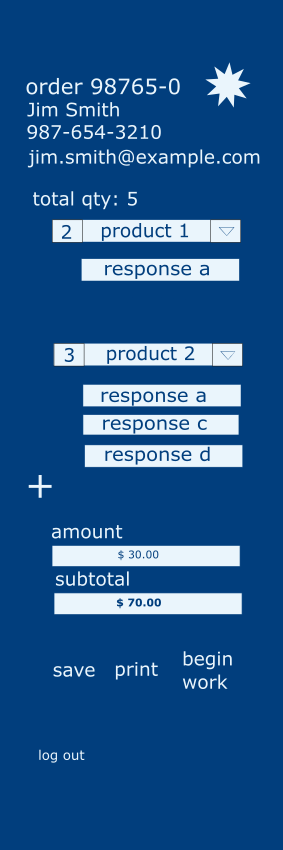 order 98765-0
Jim Smith
987-654-3210
jim.smith@example.com
total qty: 5
2 product 1
response a
3 product 2
response a
response c
response d
+
amount
$ 30.00
subtotal
$ 70.00
save print begin
work
log out